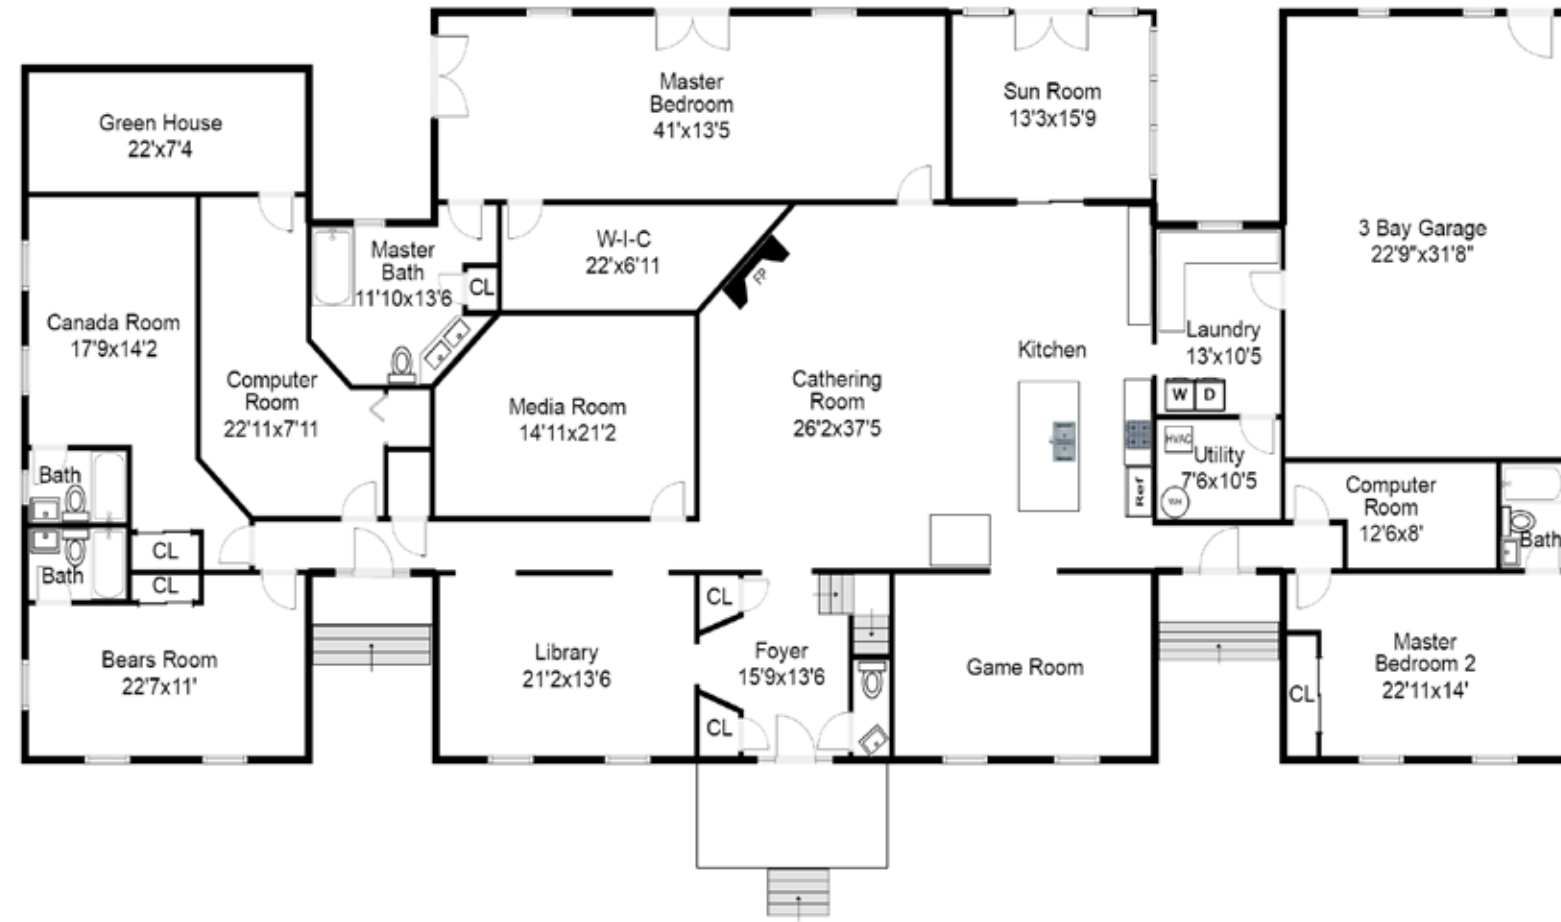 Green House
22'x7'4
Master
Bedroom
41'x13'5
Sun Room
13'3x15'9
3 Bay Garage
22'9"x31'8"
Canada Room
17'9x14'2
Computer
Room
22'11x7'11
Master
Bath
11'10x13'6
CL
W-I-C
22'x6'11
FP
Media Room
14'11x21'2
Cathering
Room
26'2x37'5
Kitchen
Ref
Laundry
13'x10'5
W D
HVAC
Utility
7'6x10'5
WH
Computer
Room
12'6x8'
Bath
Bath
Bath
CL
CL
Bears Room
22'7x11'
Library
21'2x13'6
CL
Foyer
15'9x13'6
CL
Game Room
Master
Bedroom 2
22'11x14'
CL